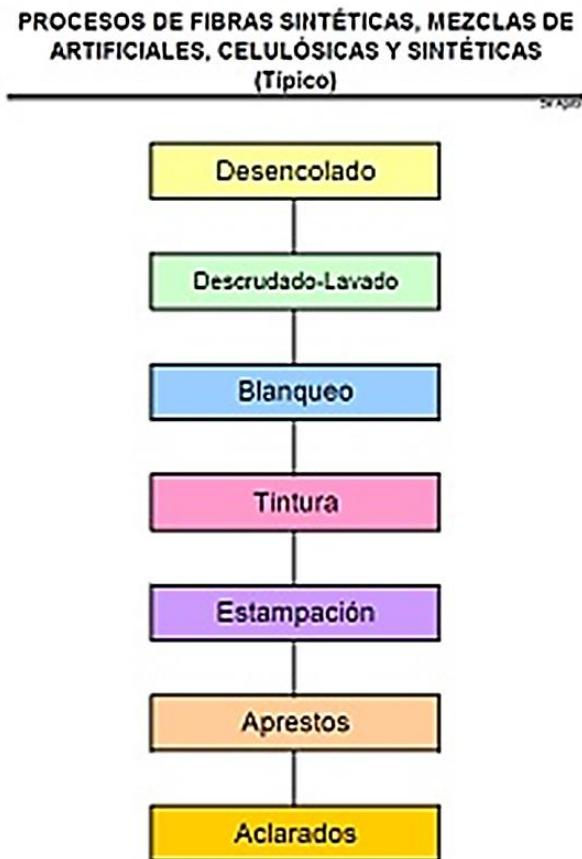 PROCESOS DE FIBRAS SINTÉTICAS, MEZCLAS DE
ARTIFICIALES, CELULÓSICAS Y SINTÉTICAS
(Típico)
Desencolado
Descrudado-Lavado
Blanqueo
Tintura
Estampación
Aprestos
Aclarados